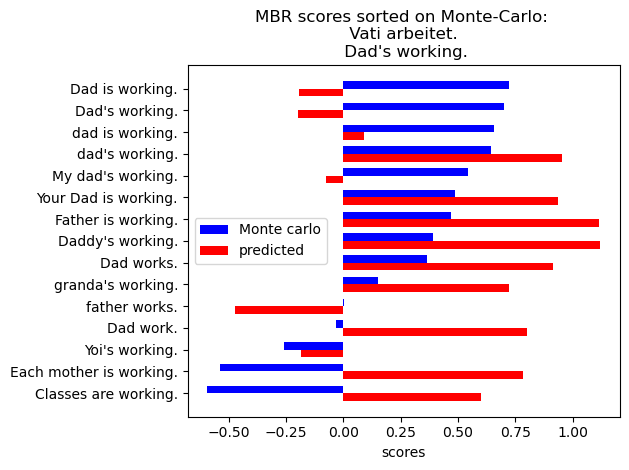 MBR scores sorted on Monte-Carlo:
Vati arbeitet.
Dad's working.
Dad is working.
Dad's working.
dad is working.
dad's working.
My dad's working.
Your Dad is working.
Father is working.
Daddy's working.
Dad works.
granda's working.
father works.
Dad work.
Yoi's working.
Each mother is working.
Classes are working.
Monte carlo
predicted
−0.50 −0.25 0.00 0.25 0.50 0.75 1.00
scores